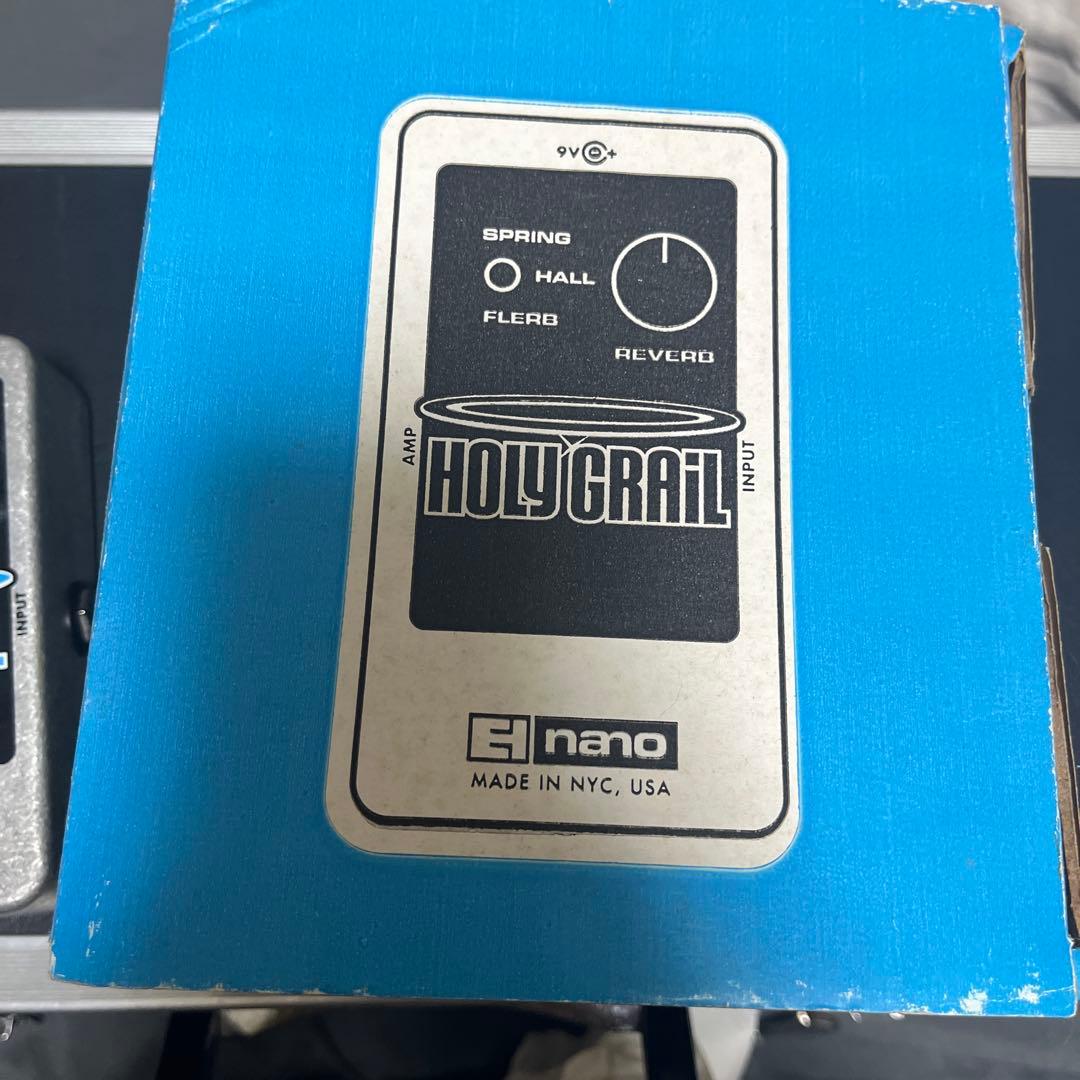 9V
SPRING
HALL
FLERB
REVERB
AMP
HOLY GRAiL
INPUT
EH nano
MADE IN NYC, USA
INPUT